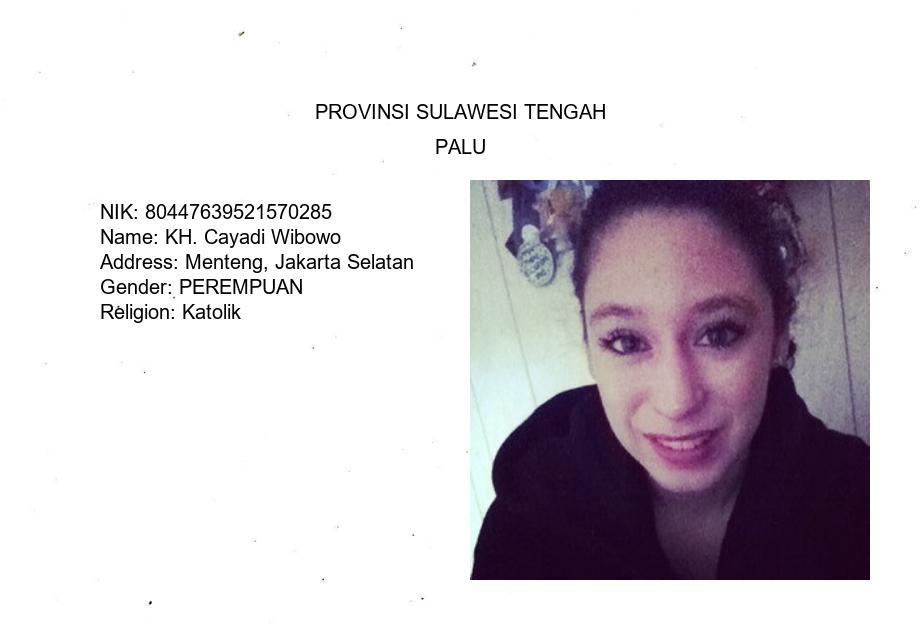 PROVINSI SULAWESI TENGAH
PALU
NIK: 80447639521570285
Name: KH. Cayadi Wibowo
Address: Menteng, Jakarta Selatan
Gender: PEREMPUAN
Religion: Katolik